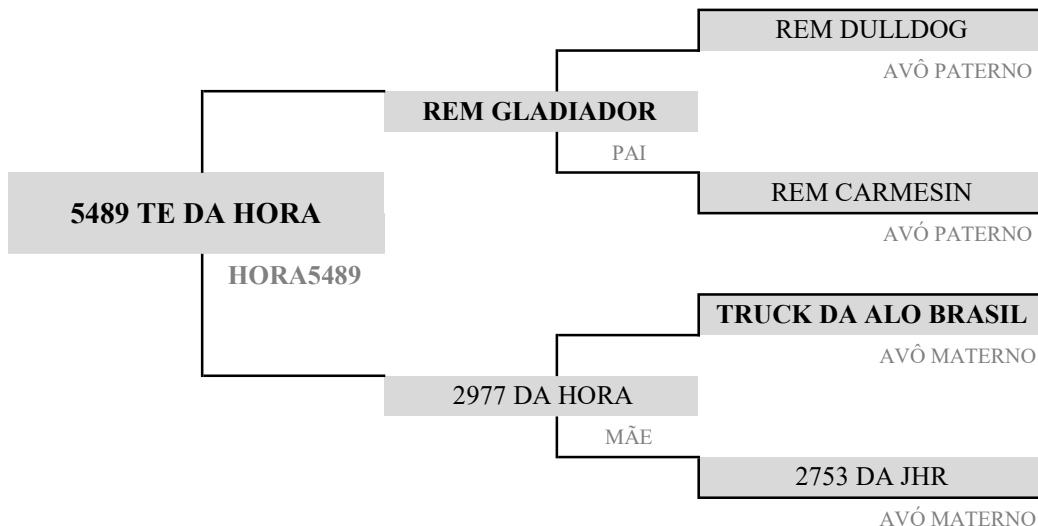 REM DULLDOG
AVÔ PATERNO
REM GLADIADOR
PAI
REM CARMESIN
AVÓ PATERNO
5489 TE DA HORA
HORA5489
TRUCK DA ALO BRASIL
AVÔ MATERNO
2977 DA HORA
MÃE
2753 DA JHR
AVÓ MATERNO